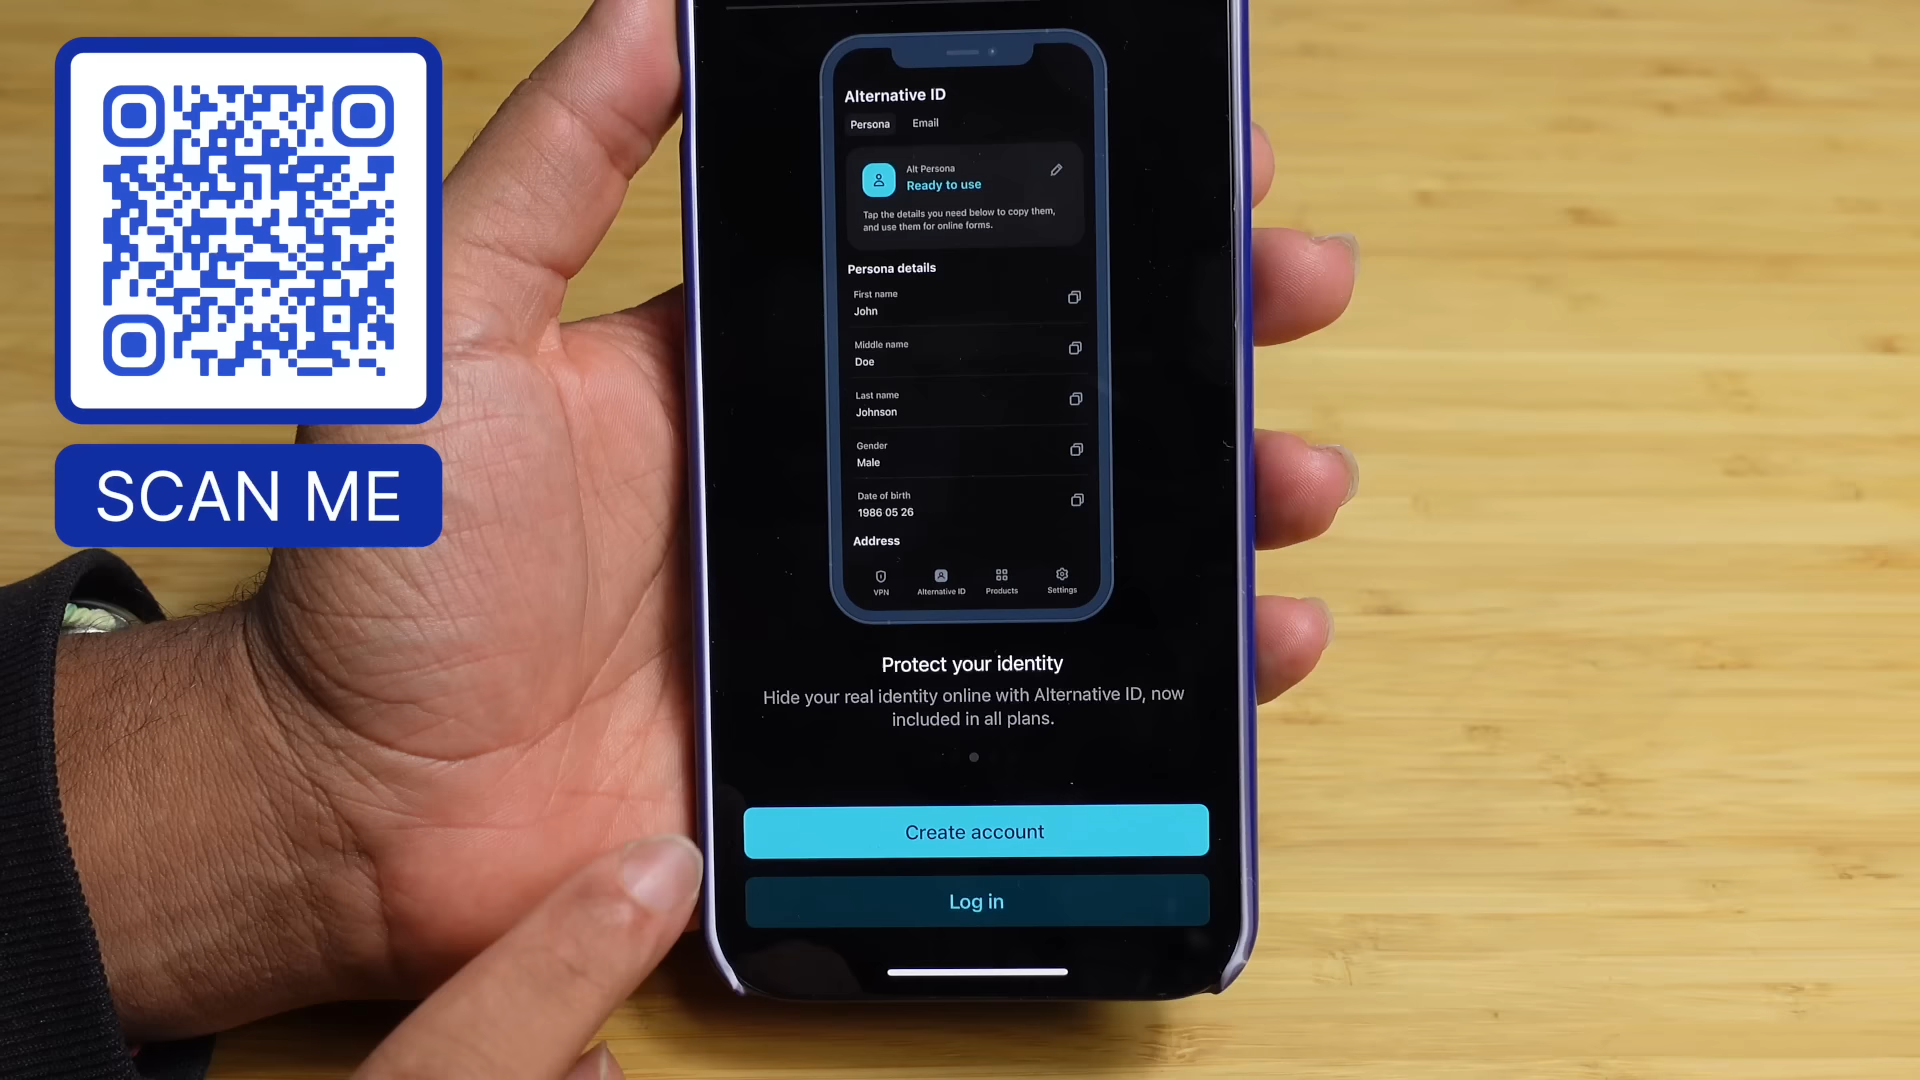 SCAN ME
Alternative ID
Persona Email
Alt Persona
Ready to use
Tap the details you need below to copy them,
and use them for online forms.
Persona details
First name
John
Middle name
Doe
Last name
Johnson
Gender
Male
Date of birth
1986 05 26
Address
VPN Alternative ID Products Settings
Protect your identity
Hide your real identity online with Alternative ID, now
included in all plans.
Create account
Log in